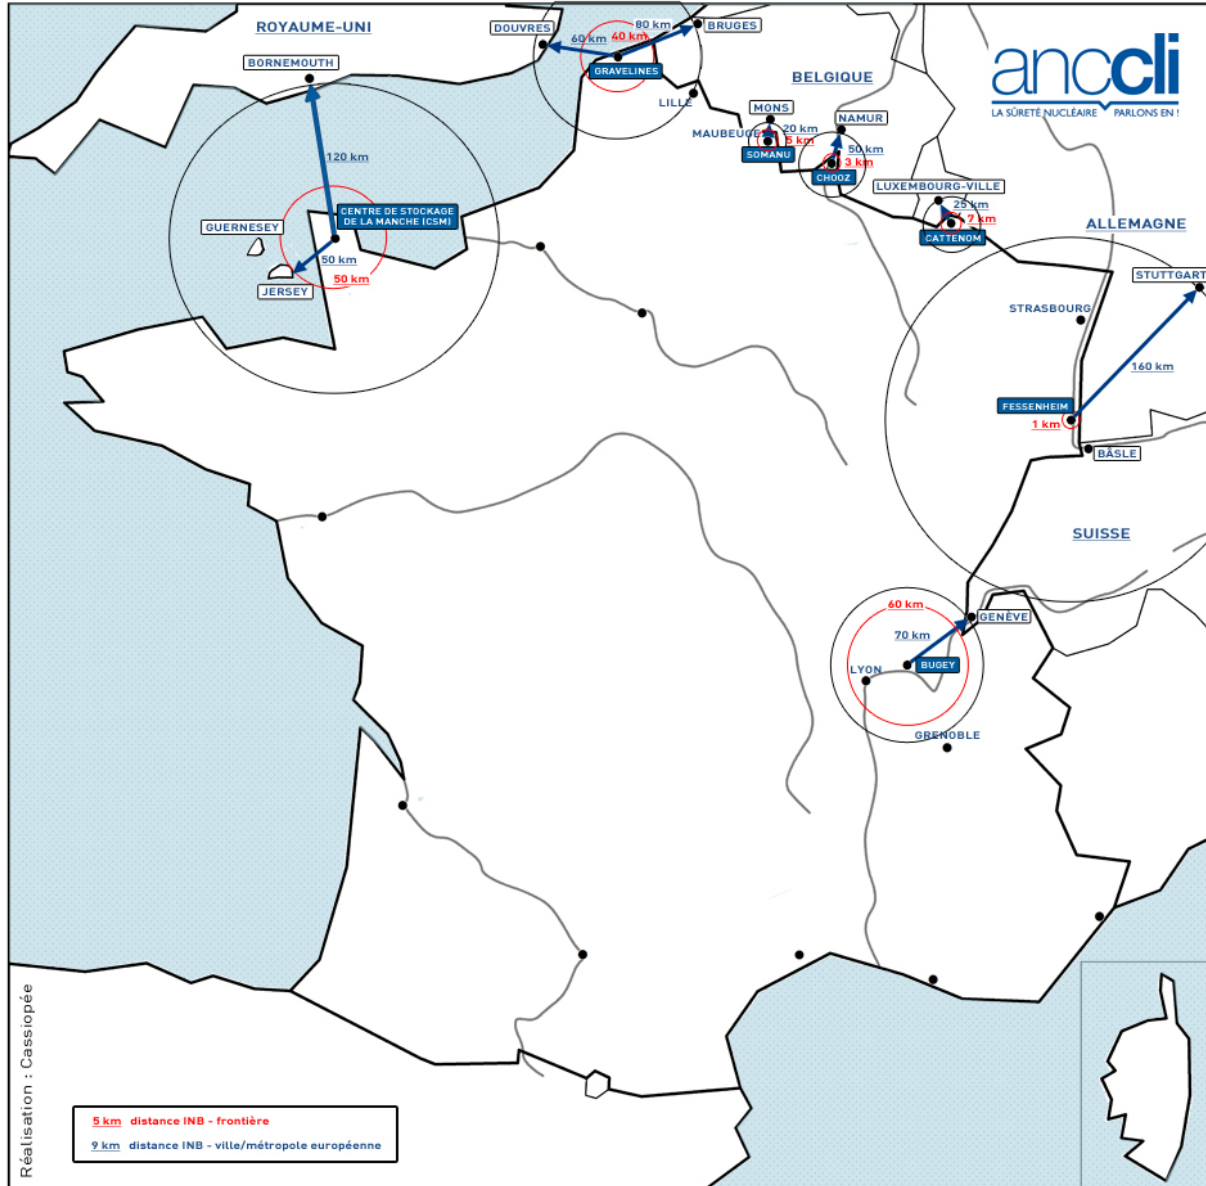 ROYAUME-UNI
DOUVRES
80 km
BRUGES
60 km
40 km
BORNEMOUTH
GRAVELINES
BELGIQUE
anccli
LA SÛRETÉ NUCLÉAIRE PARLONS EN !
LILLE
MONS
NAMUR
MAUBEUGE
20 km
5 km
SOMANU
50 km
3 km
CHOOZ
120 km
LUXEMBOURG-VILLE
25 km
7 km
CATTENOM
ALLEMAGNE
CENTRE DE STOCKAGE
DE LA MANCHE (CSM)
GUERNESEY
50 km
50 km
JERSEY
STUTTGART
STRASBOURG
160 km
FESSENHEIM
1 km
BÂSLE
SUISSE
60 km
GENÈVE
70 km
LYON
BUGEY
GRENOBLE
Réalisation : Cassiopée
5 km distance INB - frontière
9 km distance INB - ville/métropole européenne